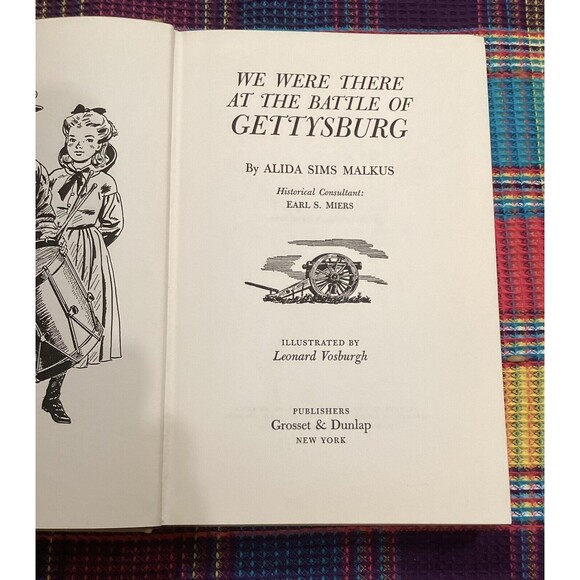 WE WERE THERE
AT THE BATTLE OF
GETTYSBURG
By ALIDA SIMS MALKUS
Historical Consultant:
EARL S. MIERS
ILLUSTRATED BY
Leonard Vosburgh
PUBLISHERS
Grosset & Dunlap
NEW YORK